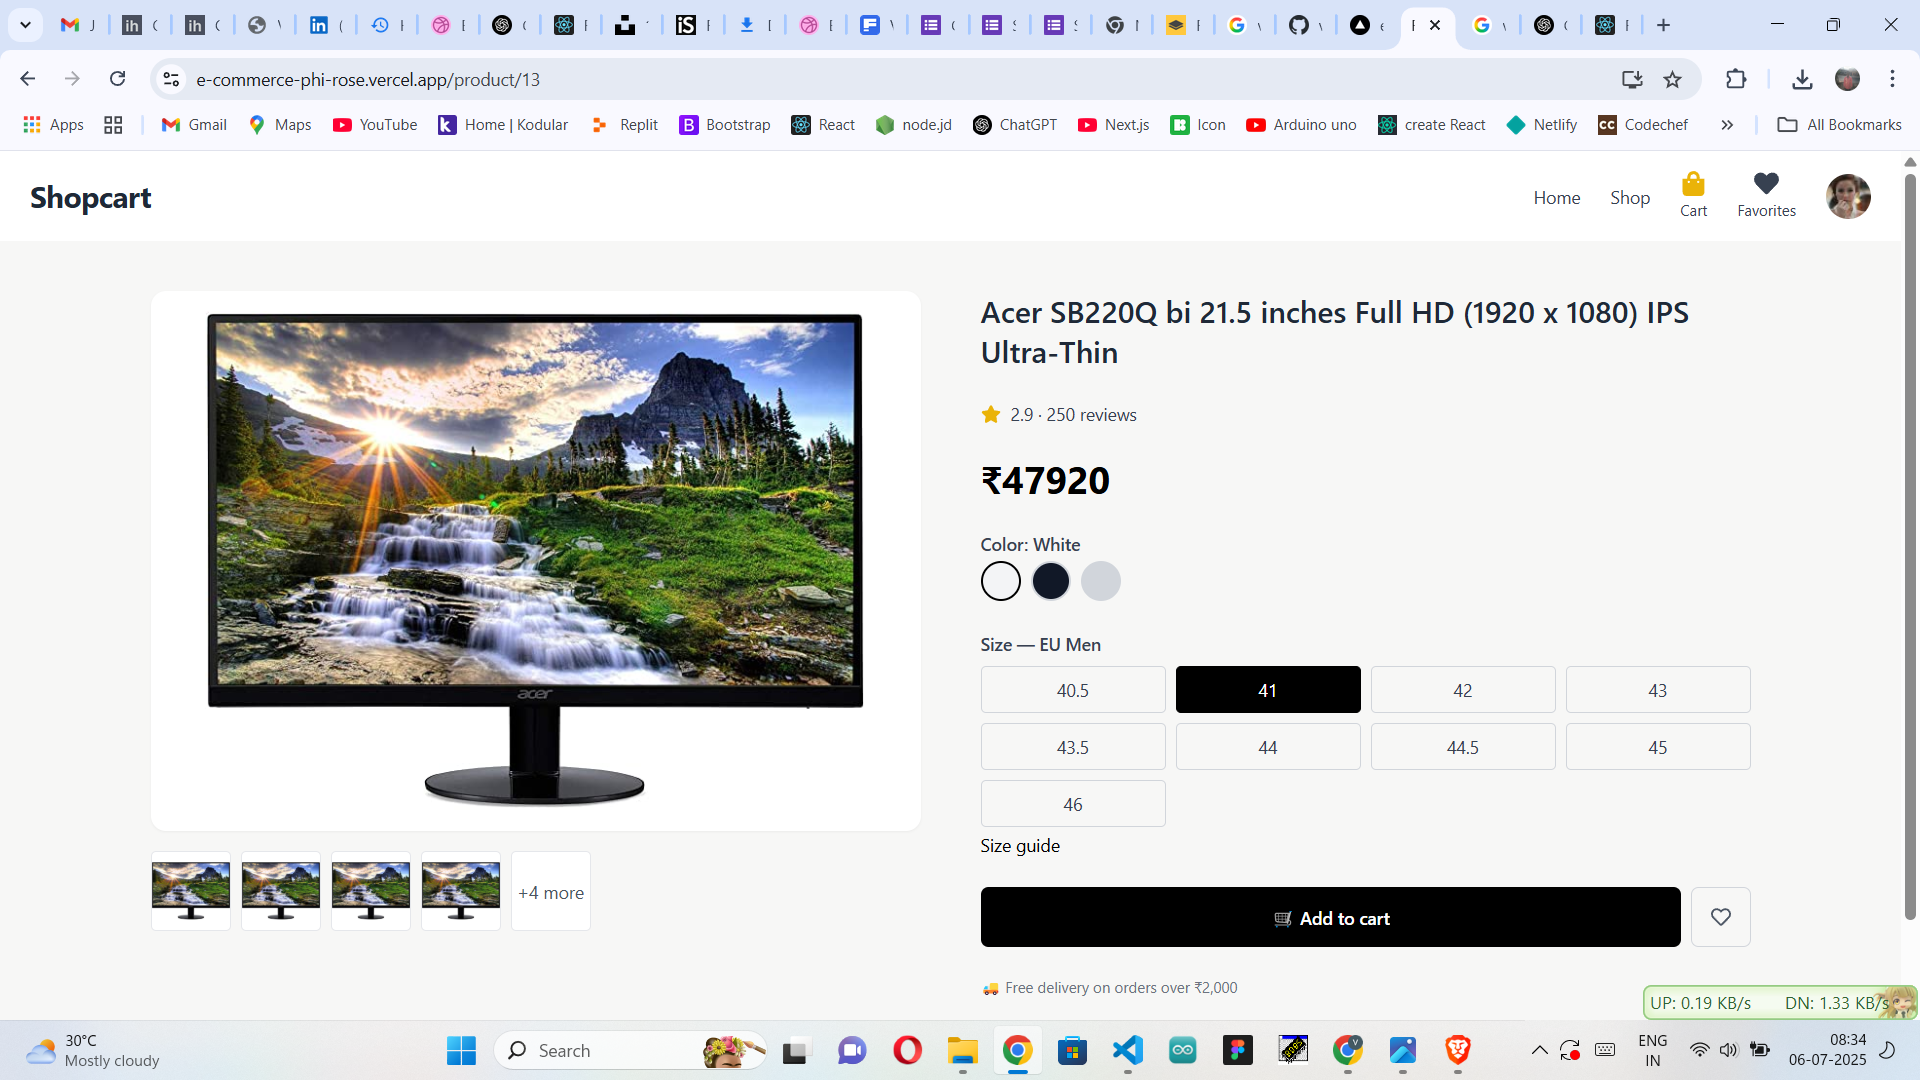 e-commerce-phi-rose.vercel.app/product/13
Apps
Gmail
Maps
YouTube
Home | Kodular
Replit
Bootstrap
React
node.jd
ChatGPT
Next.js
Icon
Arduino uno
create React
Netlify
Codechef
All Bookmarks
Shopcart
Home
Shop
Cart
Favorites
acer
+4 more
Acer SB220Q bi 21.5 inches Full HD (1920 x 1080) IPS
Ultra-Thin
2.9 · 250 reviews
₹47920
Color: White
Size — EU Men
40.5
41
42
43
43.5
44
44.5
45
46
Size guide
Add to cart
Free delivery on orders over ₹2,000
UP: 0.19 KB/s
DN: 1.33 KB/s
30°C
Mostly cloudy
Search
ENG
IN
08:34
06-07-2025